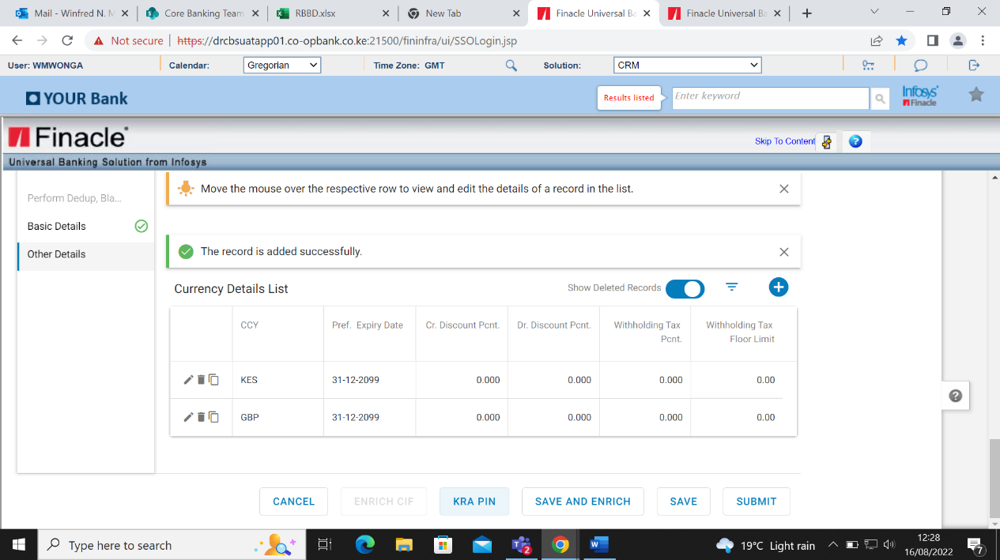 Mail - Winfred N. M
Core Banking Team
RBBD.xlsx
New Tab
Finacle Universal Ba
Finacle Universal Ba
Not secure | https://drcbsuatapp01.co-opbank.co.ke:21500/fininfra/ui/SSOLogin.jsp
User: WMWONGA
Calendar:
Gregorian
Time Zone: GMT
Solution:
CRM
YOUR Bank
Results listed
Enter keyword
Infosys
Finacle
Finacle
Skip To Content
Universal Banking Solution from Infosys
Perform Dedup, Bla...
Basic Details
Other Details
Move the mouse over the respective row to view and edit the details of a record in the list.
The record is added successfully.
Currency Details List
Show Deleted Records
CCY Pref. Expiry Date Cr. Discount Pcnt. Dr. Discount Pcnt. Withholding Tax Withholding Tax
Pcnt. Floor Limit
KES 31-12-2099 0.000 0.000 0.000 0.00
GBP 31-12-2099 0.000 0.000 0.000 0.00
CANCEL ENRICH CIF KRA PIN SAVE AND ENRICH SAVE SUBMIT
Type here to search
2
19°C Light rain
12:28
16/08/2022
7